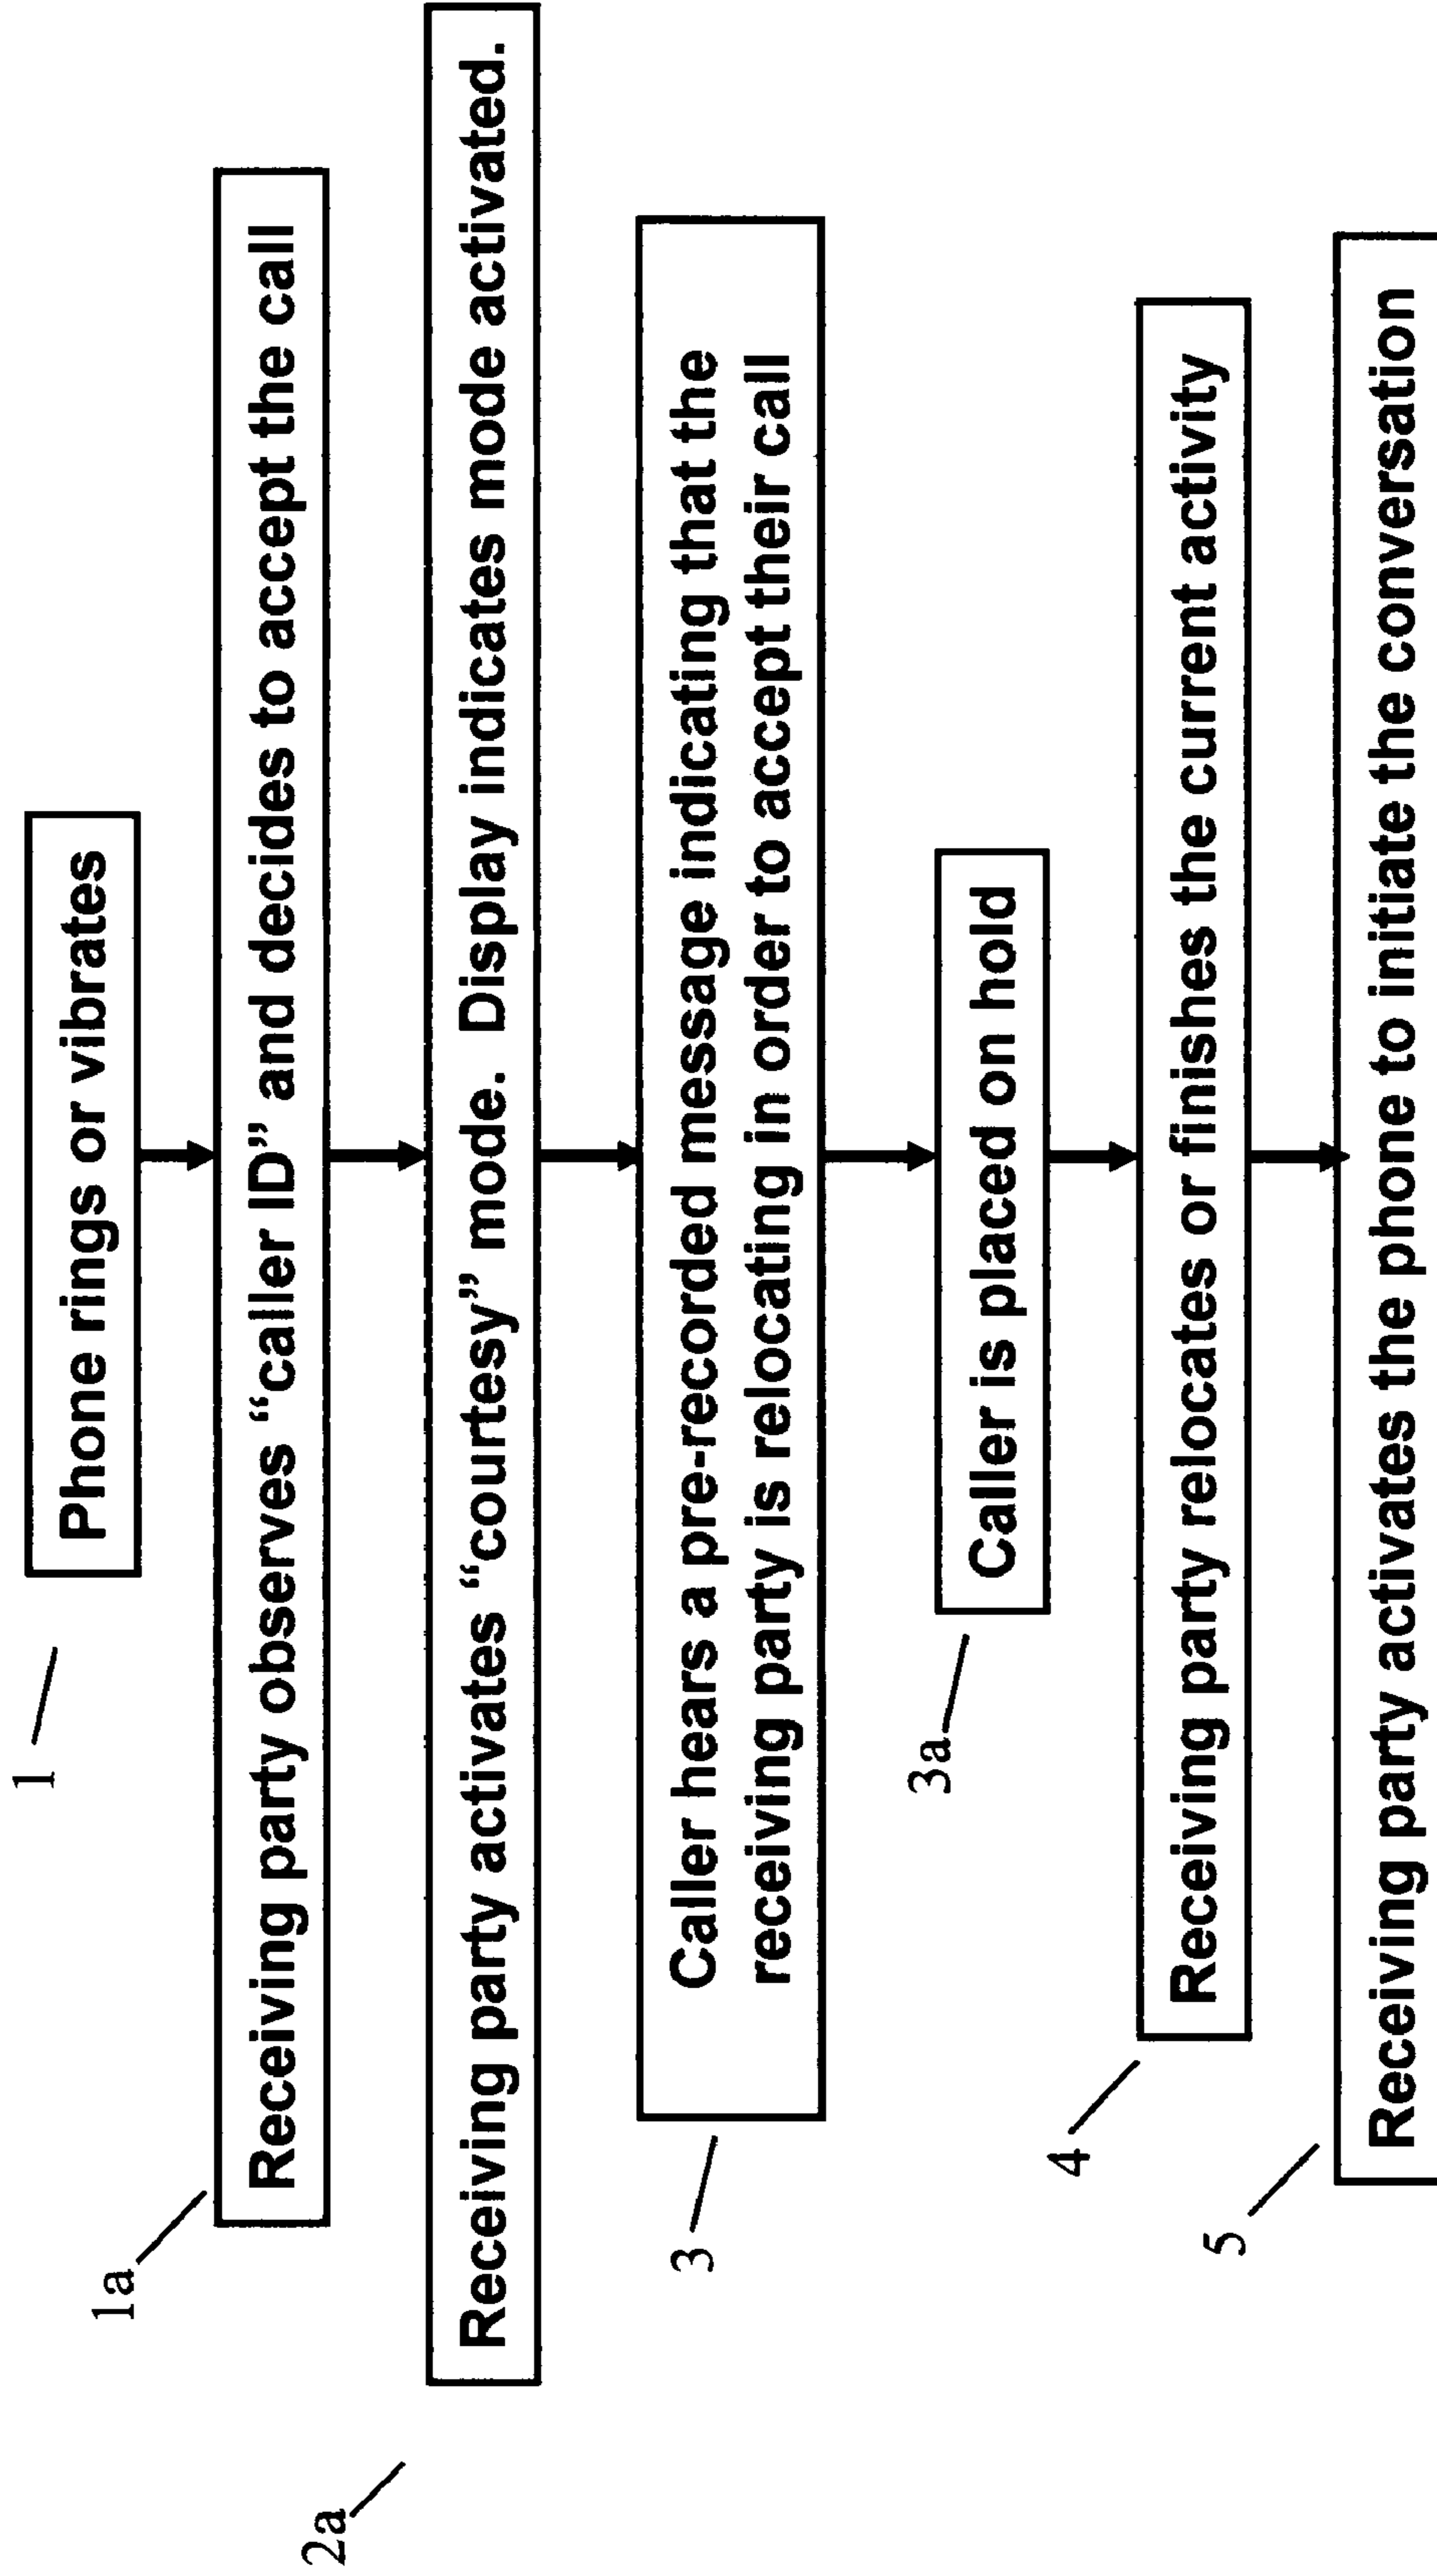 1
Phone rings or vibrates
1a
Receiving party observes “caller ID” and decides to accept the call
2a
Receiving party activates “courtesy” mode. Display indicates mode activated.
3
Caller hears a pre-recorded message indicating that the
receiving party is relocating in order to accept their call
3a
Caller is placed on hold
4
Receiving party relocates or finishes the current activity
5
Receiving party activates the phone to initiate the conversation